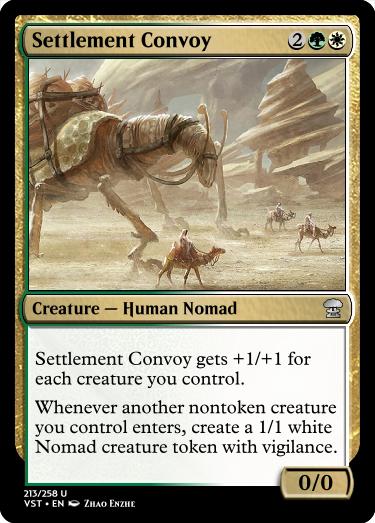 Settlement Convoy 2
Creature — Human Nomad
Settlement Convoy gets +1/+1 for
each creature you control.
Whenever another nontoken creature
you control enters, create a 1/1 white
Nomad creature token with vigilance.
0/0
213/258 U
VST • EN Zhao Enzhe